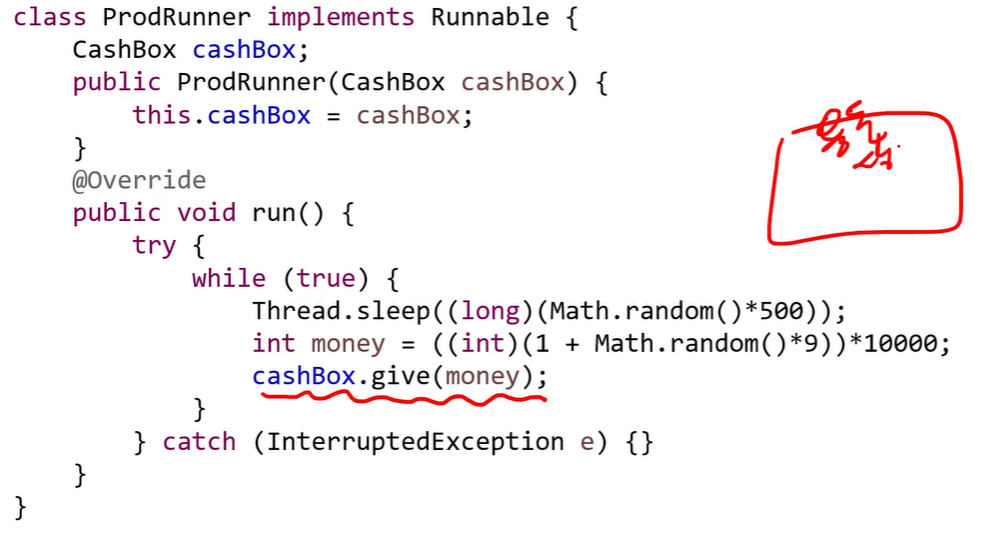 class ProdRunner implements Runnable {
    CashBox cashBox;
    public ProdRunner(CashBox cashBox) {
        this.cashBox = cashBox;
    }
    @Override
    public void run() {
        try {
            while (true) {
                Thread.sleep((long)(Math.random()*500));
                int money = ((int)(1 + Math.random()*9))*10000;
                cashBox.give(money);
            }
        } catch (InterruptedException e) {}
    }
}